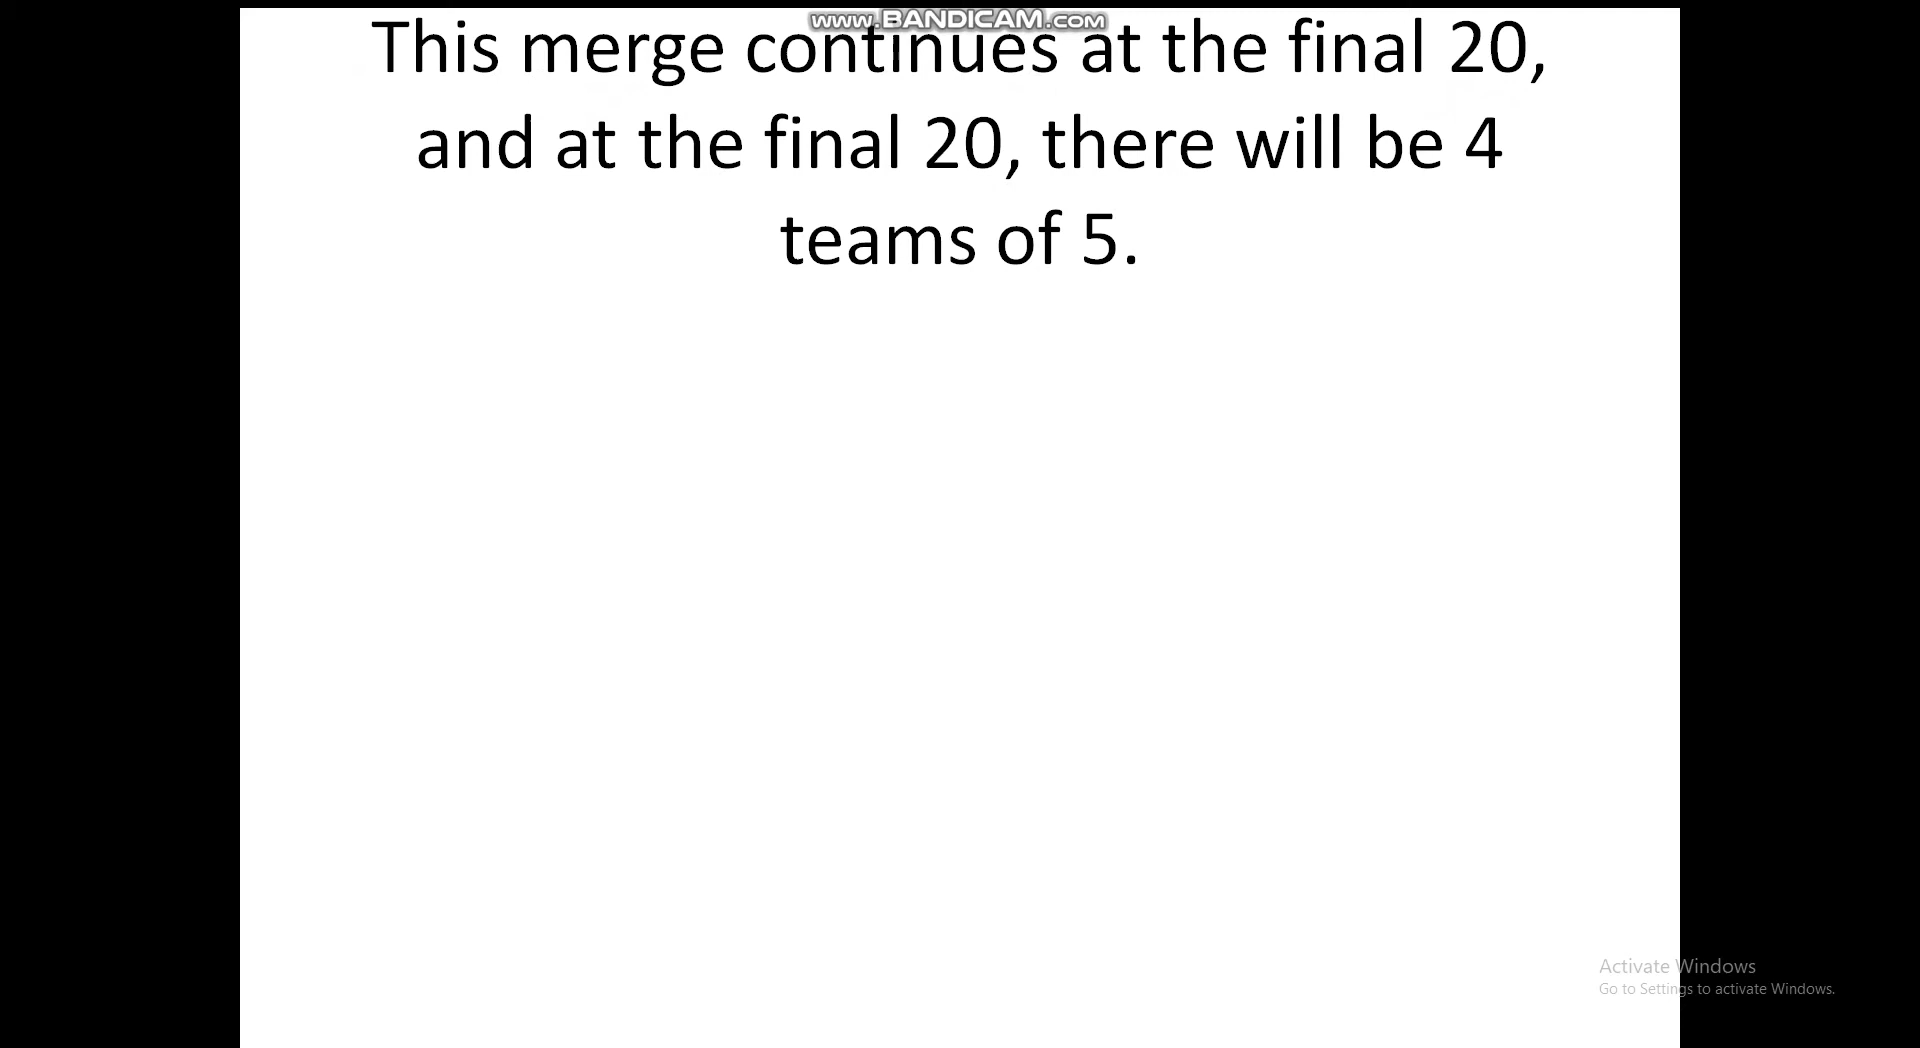 www.BANDICAM.com
This merge continues at the final 20,
and at the final 20, there will be 4
teams of 5.
Activate Windows
Go to Settings to activate Windows.